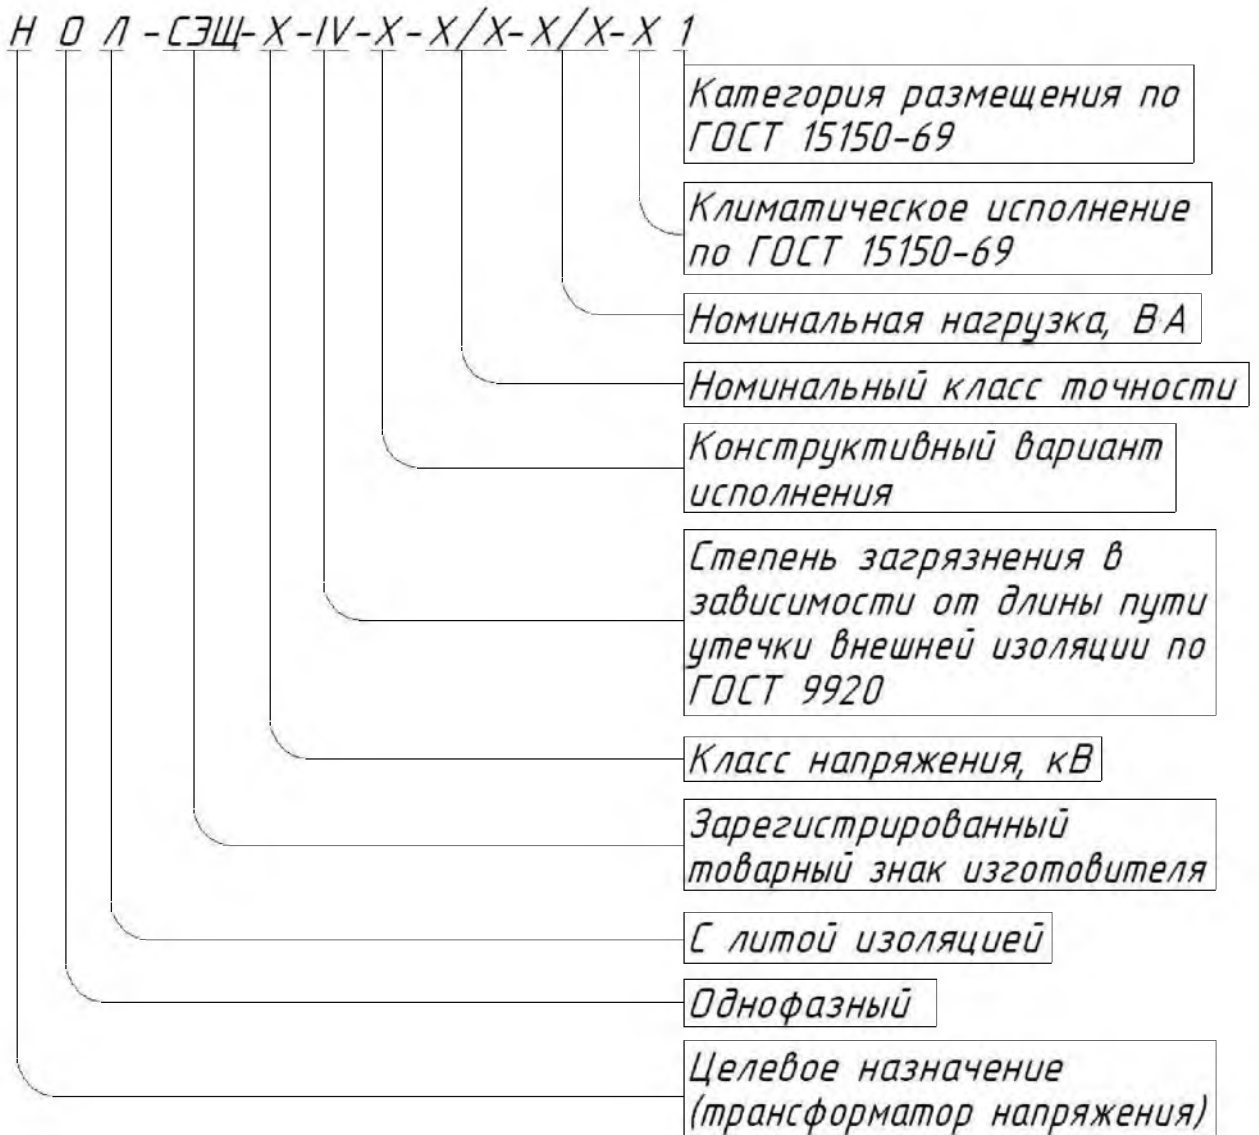 Н О Л -СЭЩ-Х-IV-Х-Х/Х-Х/Х-Х 1
Категория размещения по
ГОСТ 15150-69
Климатическое исполнение
по ГОСТ 15150-69
Номинальная нагрузка, В·А
Номинальный класс точности
Конструктивный вариант
исполнения
Степень загрязнения в
зависимости от длины пути
утечки внешней изоляции по
ГОСТ 9920
Класс напряжения, кВ
Зарегистрированный
товарный знак изготовителя
С литой изоляцией
Однофазный
Целевое назначение
(трансформатор напряжения)